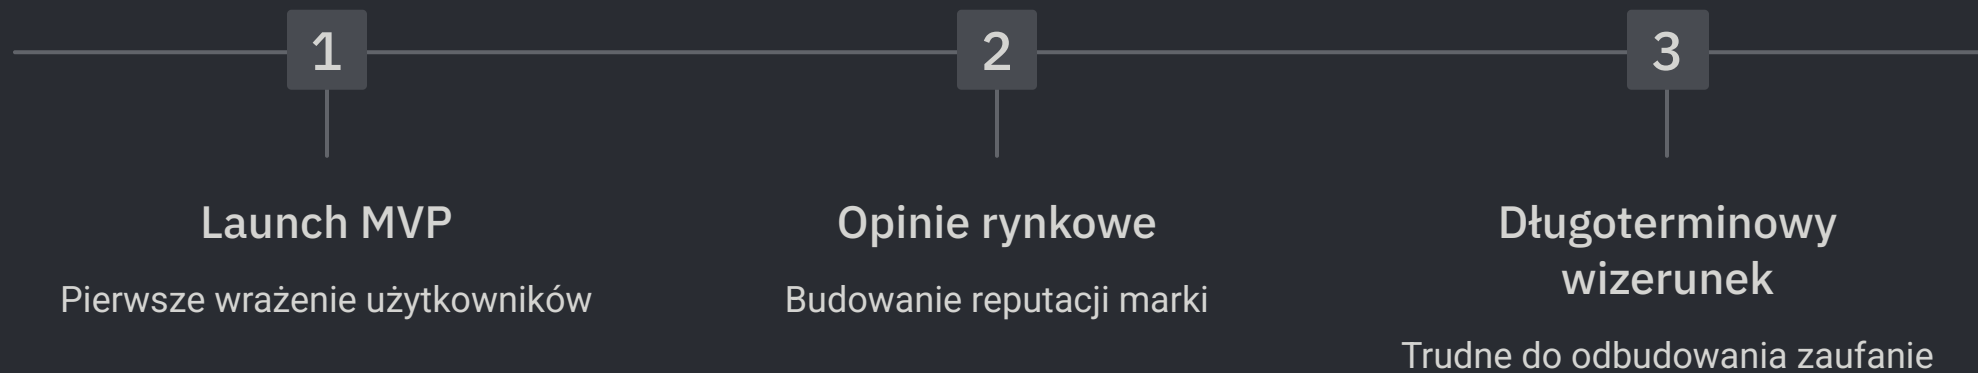 1
2
3
Launch MVP
Pierwsze wrażenie użytkowników
Opinie rynkowe
Budowanie reputacji marki
Długoterminowy
wizerunek
Trudne do odbudowania zaufanie